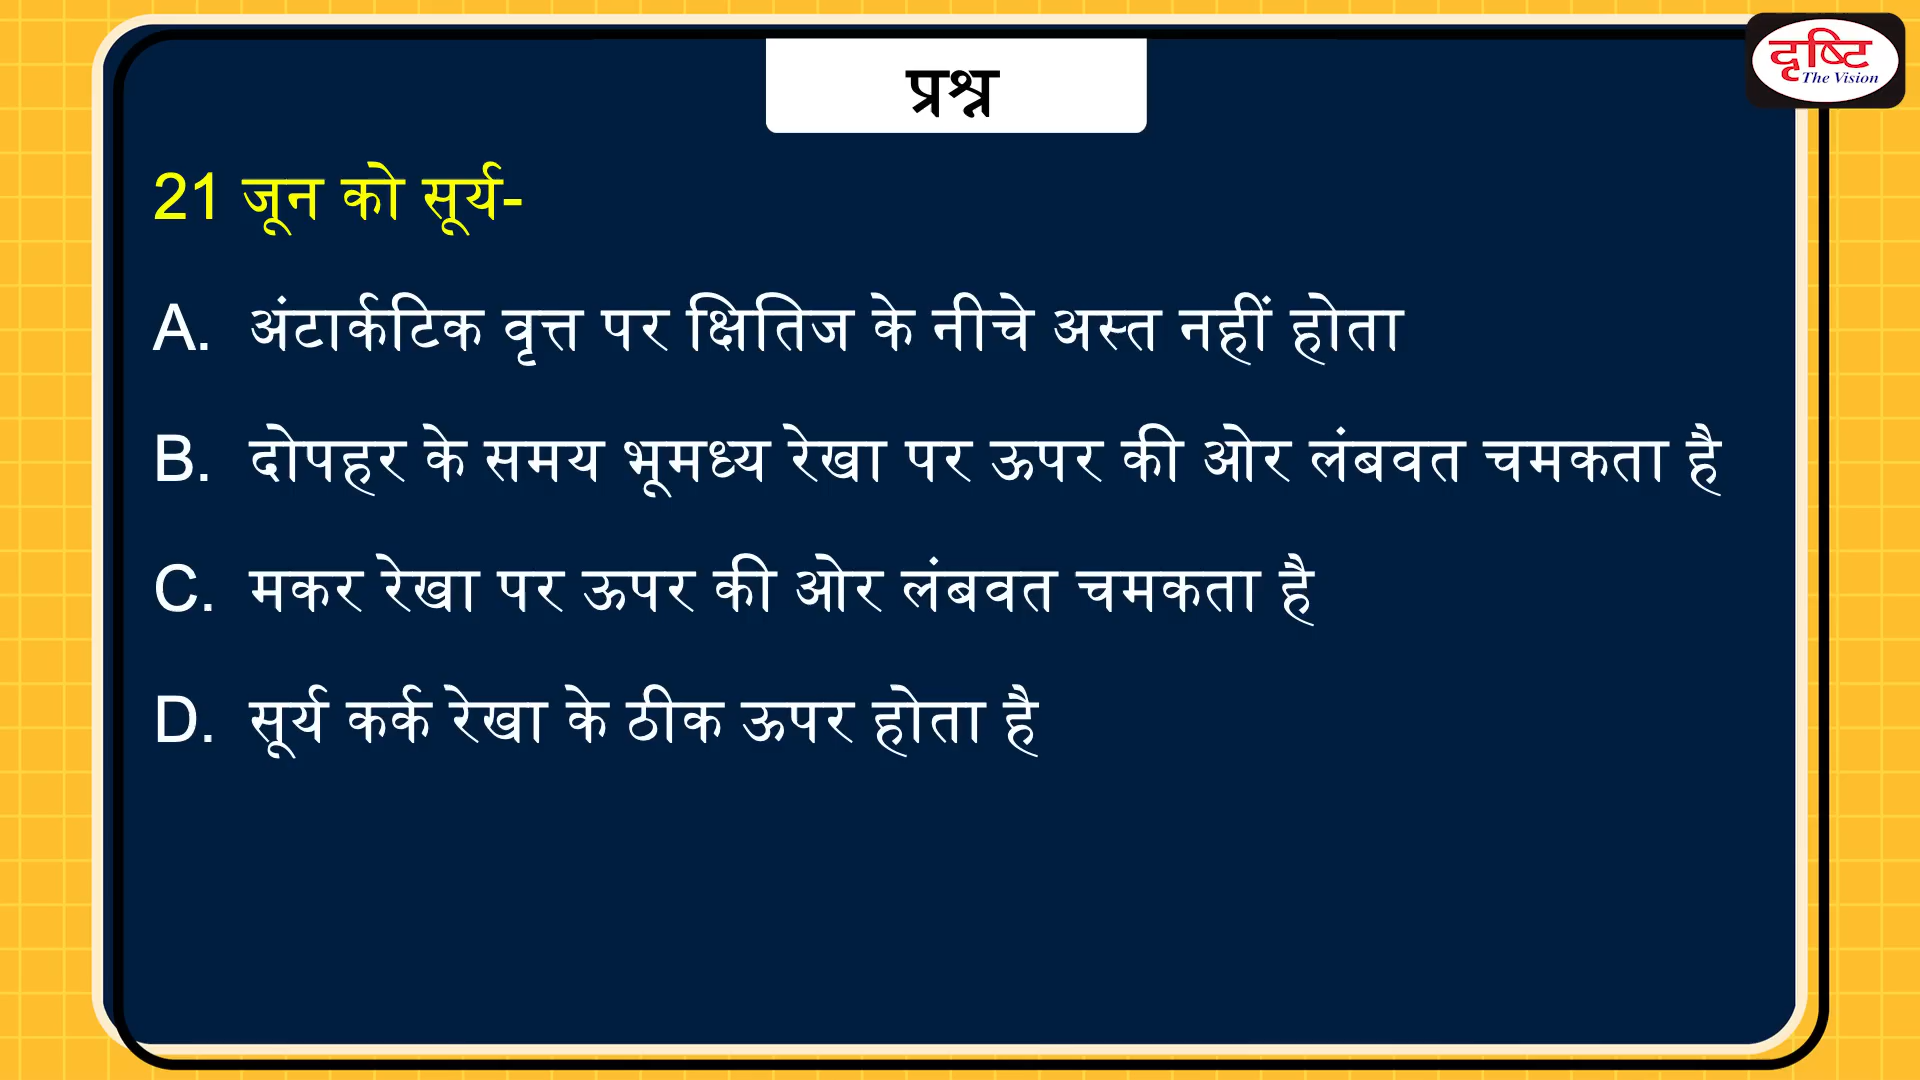 प्रश्न
दृष्टि
The Vision
21 जून को सूर्य-
A. अंटार्कटिक वृत्त पर क्षितिज के नीचे अस्त नहीं होता
B. दोपहर के समय भूमध्य रेखा पर ऊपर की ओर लंबवत चमकता है
C. मकर रेखा पर ऊपर की ओर लंबवत चमकता है
D. सूर्य कर्क रेखा के ठीक ऊपर होता है